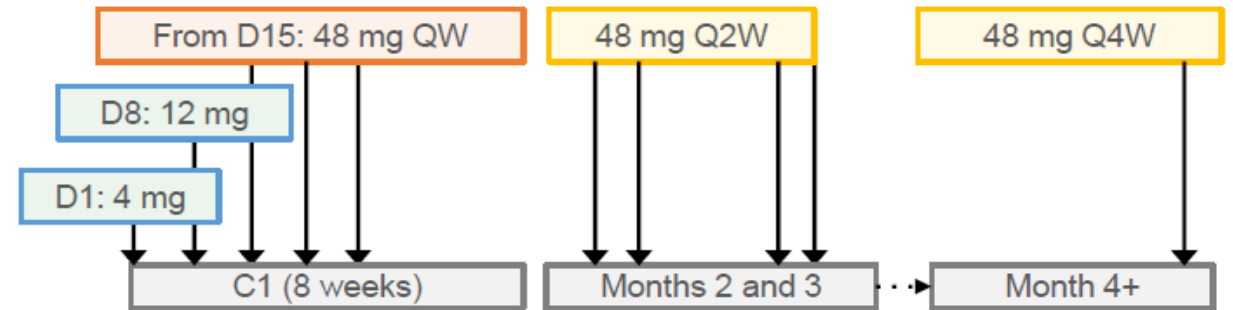 From D15: 48 mg QW
48 mg Q2W
48 mg Q4W
D8: 12 mg
D1: 4 mg
C1 (8 weeks)
Months 2 and 3
Month 4+